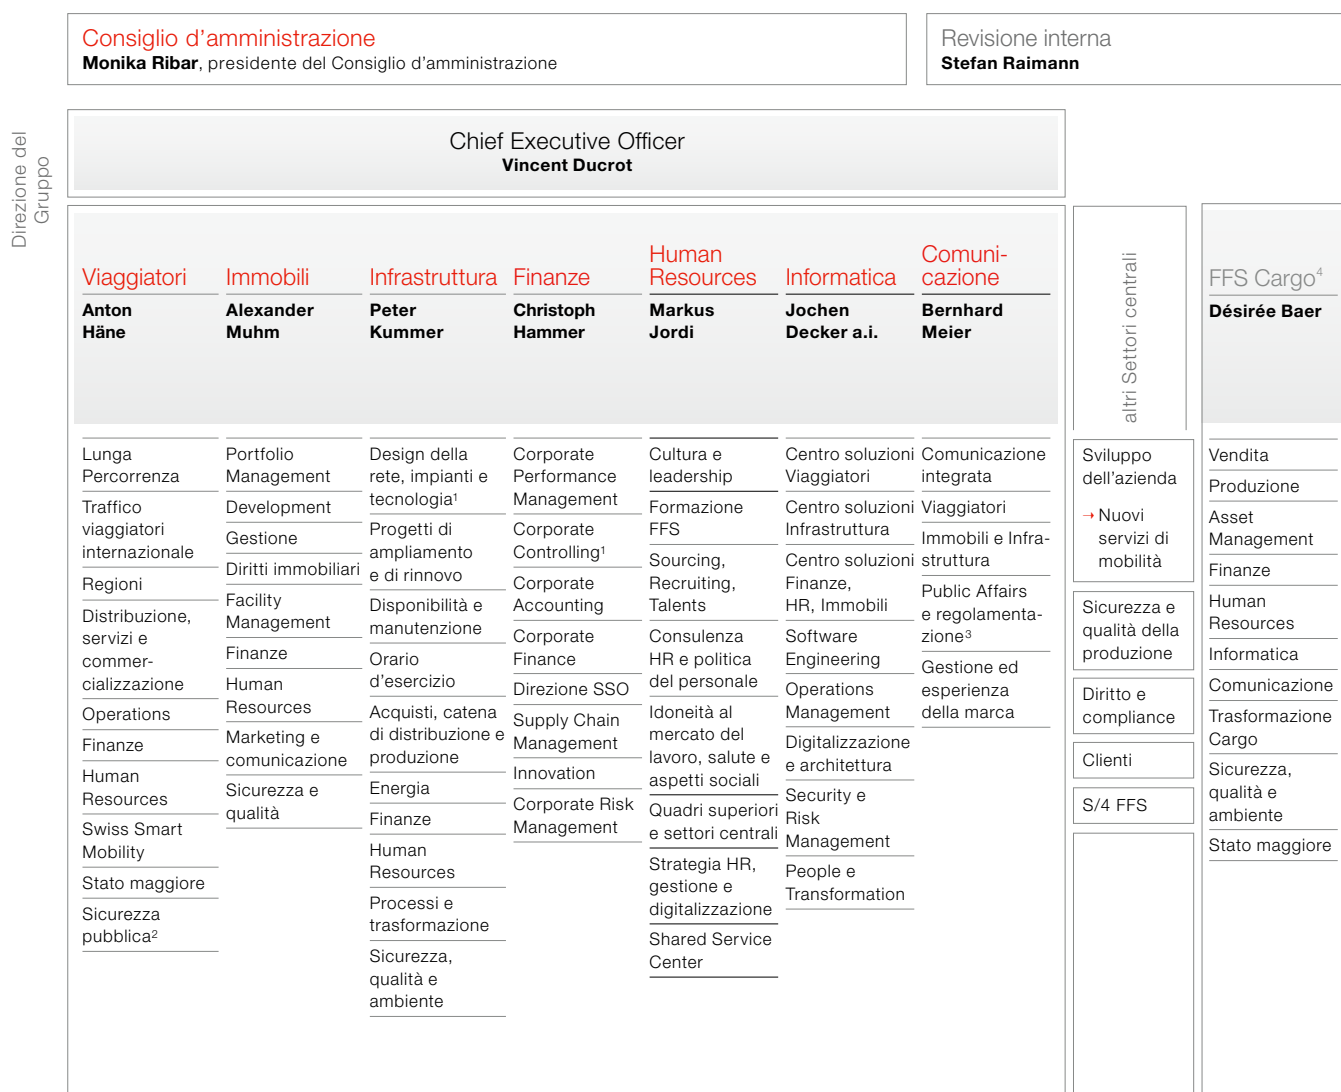 Consiglio d’amministrazione
Monika Ribar, presidente del Consiglio d’amministrazione
Revisione interna
Stefan Raimann
Direzione del
Gruppo
Chief Executive Officer
Vincent Ducrot
Viaggiatori
Anton
Häne
Lunga
Percorrenza
Traffico
viaggiatori
internazionale
Regioni
Distribuzione,
servizi e
commer-
cializzazione
Operations
Finanze
Human
Resources
Swiss Smart
Mobility
Stato maggiore
Sicurezza
pubblica²
Immobili
Alexander
Muhm
Portfolio
Management
Development
Gestione
Diritti immobiliari
Facility
Management
Finanze
Human
Resources
Marketing e
comunicazione
Sicurezza e
qualità
Infrastruttura
Peter
Kummer
Design della
rete, impianti e
tecnologia¹
Progetti di
ampliamento
e di rinnovo
Disponibilità e
manutenzione
Orario
d’esercizio
Acquisti, catena
di distribuzione e
produzione
Energia
Finanze
Human
Resources
Processi e
trasformazione
Sicurezza,
qualità e
ambiente
Finanze
Christoph
Hammer
Corporate
Performance
Management
Corporate
Controlling¹
Corporate
Accounting
Corporate
Finance
Direzione SSO
Supply Chain
Management
Innovation
Corporate Risk
Management
Human
Resources
Markus
Jordi
Cultura e
leadership
Formazione
FFS
Sourcing,
Recruiting,
Talents
Consulenza
HR e politica
del personale
Idoneità al
mercato del
lavoro, salute e
aspetti sociali
Quadri superiori
e settori centrali
Strategia HR,
gestione e
digitalizzazione
Shared Service
Center
Informatica
Jochen
Decker a.i.
Centro soluzioni
Viaggiatori
Centro soluzioni
Infrastruttura
Centro soluzioni
Finanze,
HR, Immobili
Software
Engineering
Operations
Management
Digitalizzazione
e architettura
Security e
Risk
Management
People e
Transformation
Comuni-
cazione
Bernhard
Meier
Comunicazione
integrata
Viaggiatori
Immobili e Infra-
struttura
Public Affairs
e regolamenta-
zione³
Gestione ed
esperienza
della marca
altri Settori centrali
Sviluppo
dell’azienda
→ Nuovi
servizi di
mobilità
Sicurezza e
qualità della
produzione
Diritto e
compliance
Clienti
S/4 FFS
FFS Cargo⁴
Désirée Baer
Vendita
Produzione
Asset
Management
Finanze
Human
Resources
Informatica
Comunicazione
Trasformazione
Cargo
Sicurezza,
qualità e
ambiente
Stato maggiore